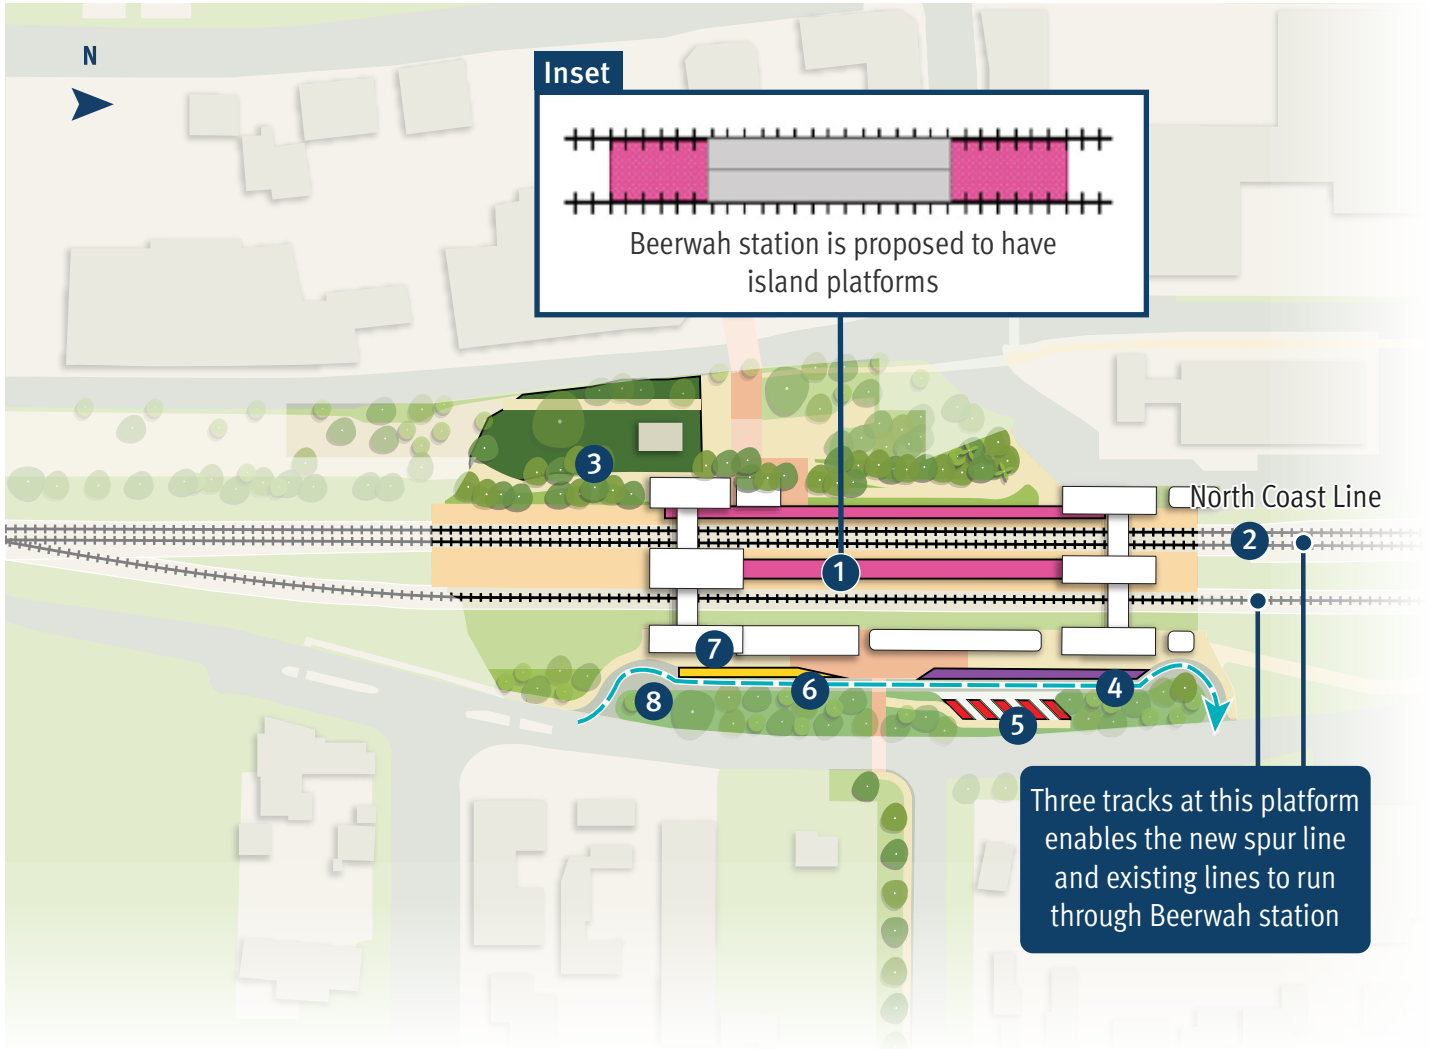 N
Inset
Beerwah station is proposed to have
island platforms
3
North Coast Line
2
1
7
6
4
8
5
Three tracks at this platform
enables the new spur line
and existing lines to run
through Beerwah station